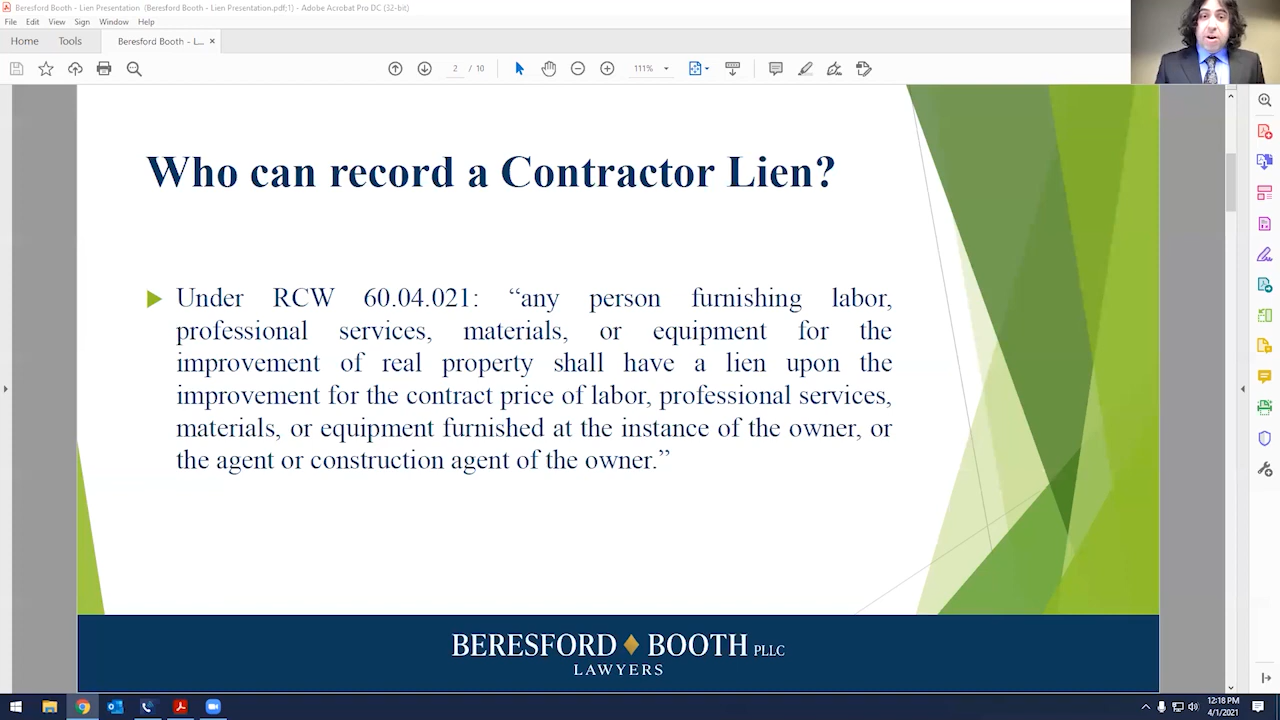 Beresford Booth - Lien Presentation (Beresford Booth - Lien Presentation.pdf;1) - Adobe Acrobat Pro DC (32-bit)
File Edit View Sign Window Help
Home Tools Beresford Booth - L... ×
2 / 10 111%
Who can record a Contractor Lien?
Under RCW 60.04.021: “any person furnishing labor,
professional services, materials, or equipment for the
improvement of real property shall have a lien upon the
improvement for the contract price of labor, professional services,
materials, or equipment furnished at the instance of the owner, or
the agent or construction agent of the owner.”
BERESFORD BOOTH PLLC
LAWYERS
12:18 PM
4/1/2021